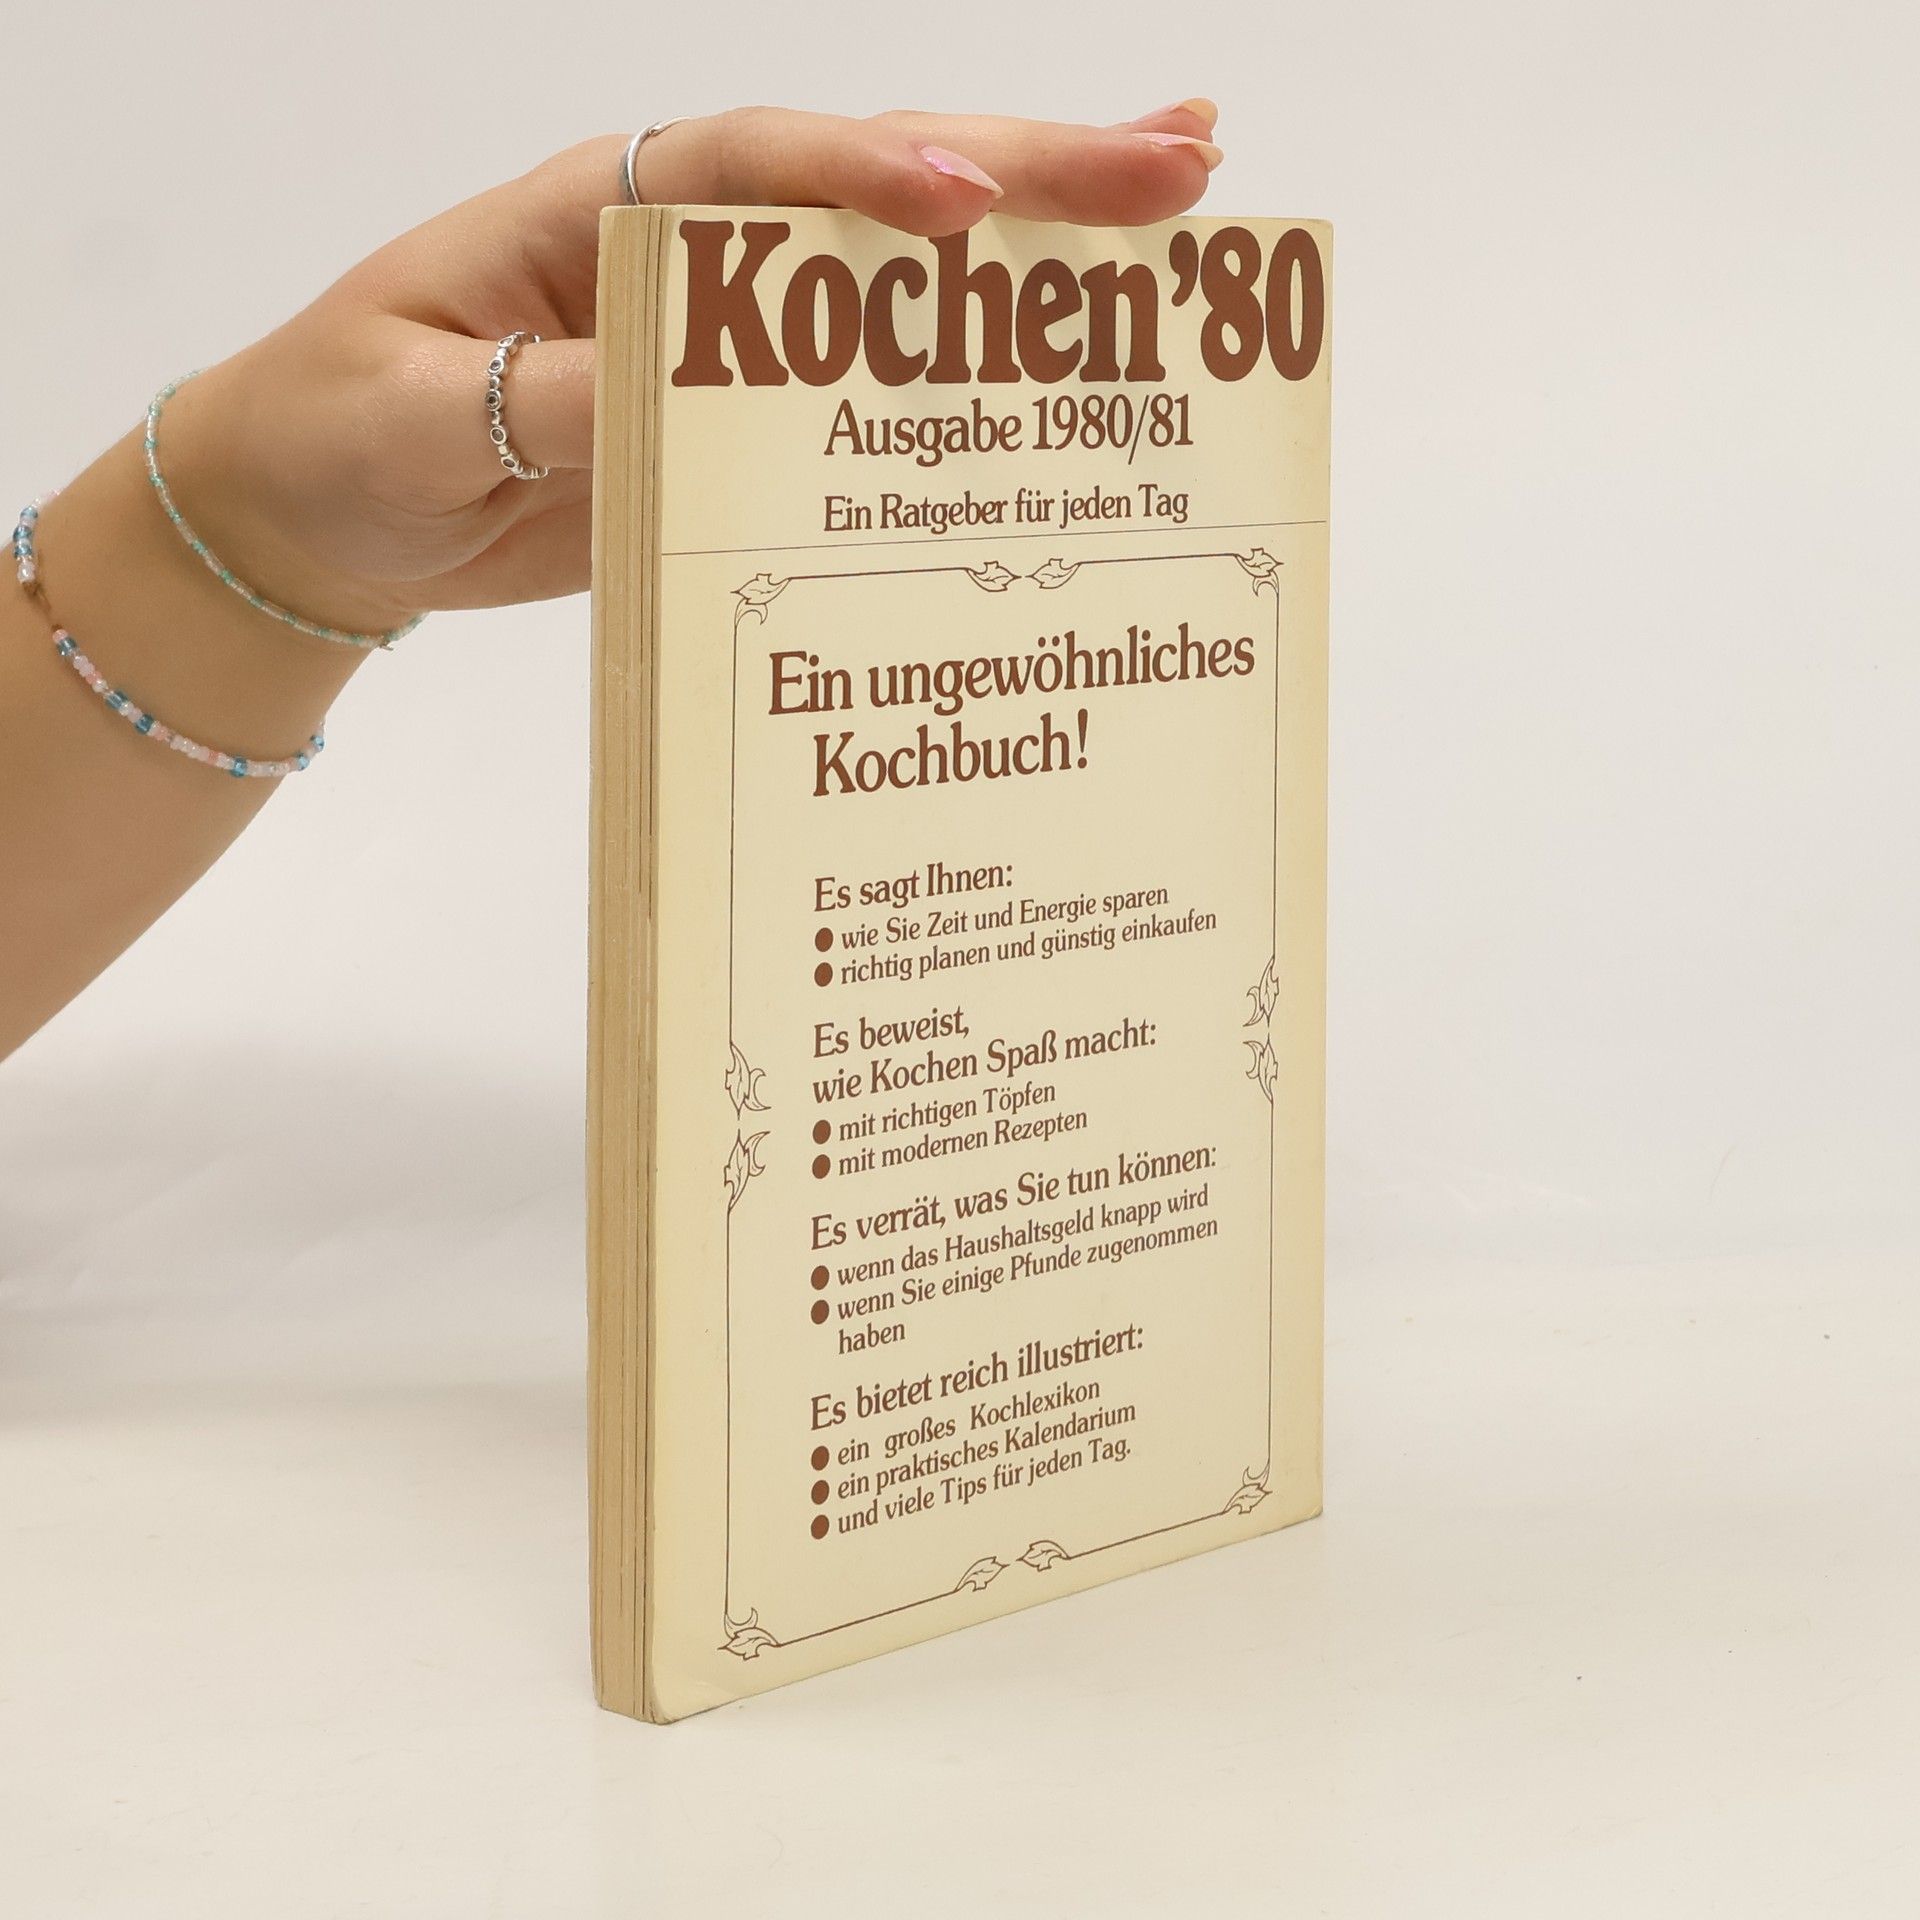 Kochen’80
Ausgabe 1980/81
Ein Ratgeber für jeden Tag
Ein ungewöhnliches
Kochbuch!
Es sagt Ihnen:
● wie Sie Zeit und Energie sparen
● richtig planen und günstig einkaufen
Es beweist,
wie Kochen Spaß macht:
● mit richtigen Töpfen
● mit modernen Rezepten
Es verrät, was Sie tun können:
● wenn das Haushaltsgeld knapp wird
● wenn Sie einige Pfunde zugenommen
haben
Es bietet reich illustriert:
● ein großes Kochlexikon
● ein praktisches Kalendarium
● und viele Tips für jeden Tag.